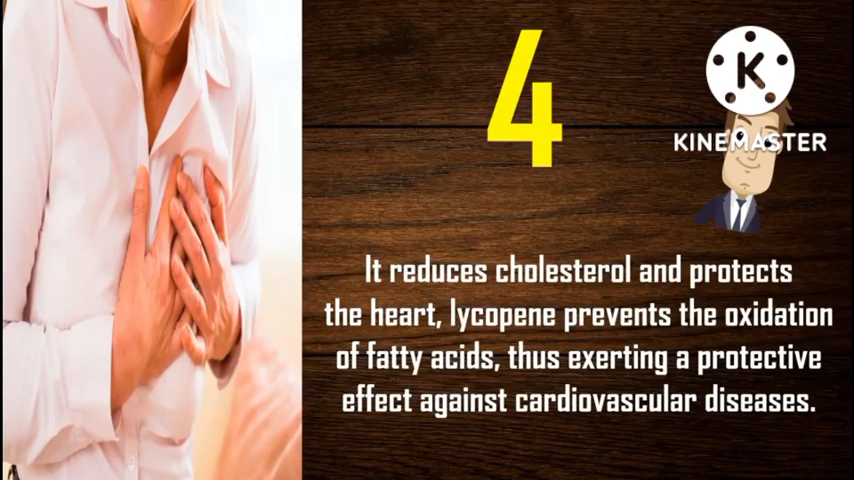 4
K
KINEMASTER
It reduces cholesterol and protects
the heart, lycopene prevents the oxidation
of fatty acids, thus exerting a protective
effect against cardiovascular diseases.